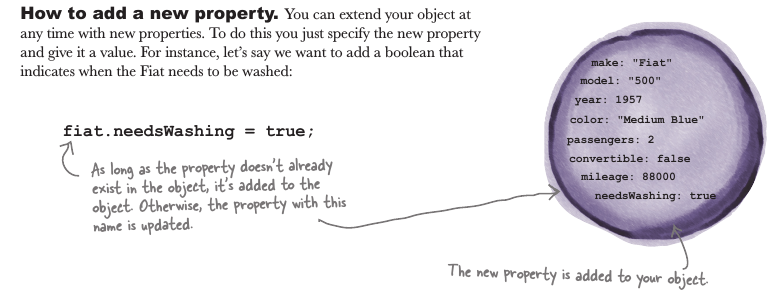 How to add a new property. You can extend your object at
any time with new properties. To do this you just specify the new property
and give it a value. For instance, let's say we want to add a boolean that
indicates when the Fiat needs to be washed:
fiat.needsWashing = true;
As long as the property doesn't already
exist in the object, it's added to the
object. Otherwise, the property with this
name is updated.
make: "Fiat"
model: "500"
year: 1957
color: "Medium Blue"
passengers: 2
convertible: false
mileage: 88000
needsWashing: true
The new property is added to your object.